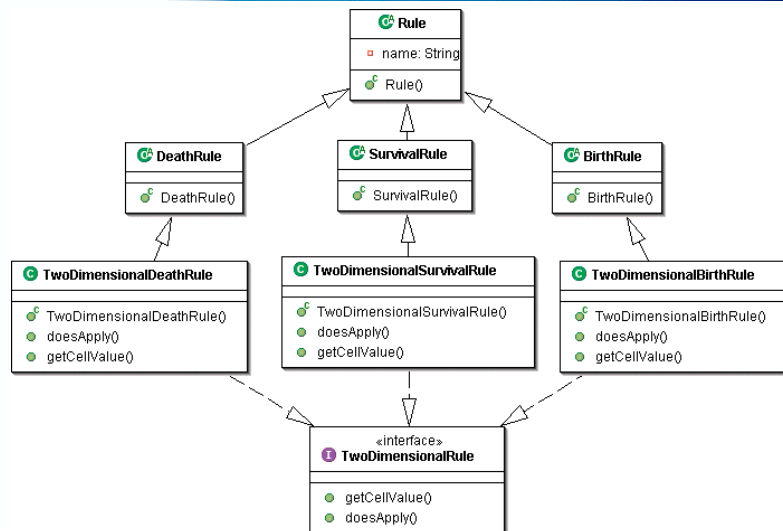 Rule
name: String
Rule()
DeathRule
DeathRule()
SurvivalRule
SurvivalRule()
BirthRule
BirthRule()
TwoDimensionalDeathRule
TwoDimensionalDeathRule()
doesApply()
getCellValue()
TwoDimensionalSurvivalRule
TwoDimensionalSurvivalRule()
doesApply()
getCellValue()
TwoDimensionalBirthRule
TwoDimensionalBirthRule()
doesApply()
getCellValue()
«interface»
TwoDimensionalRule
getCellValue()
doesApply()